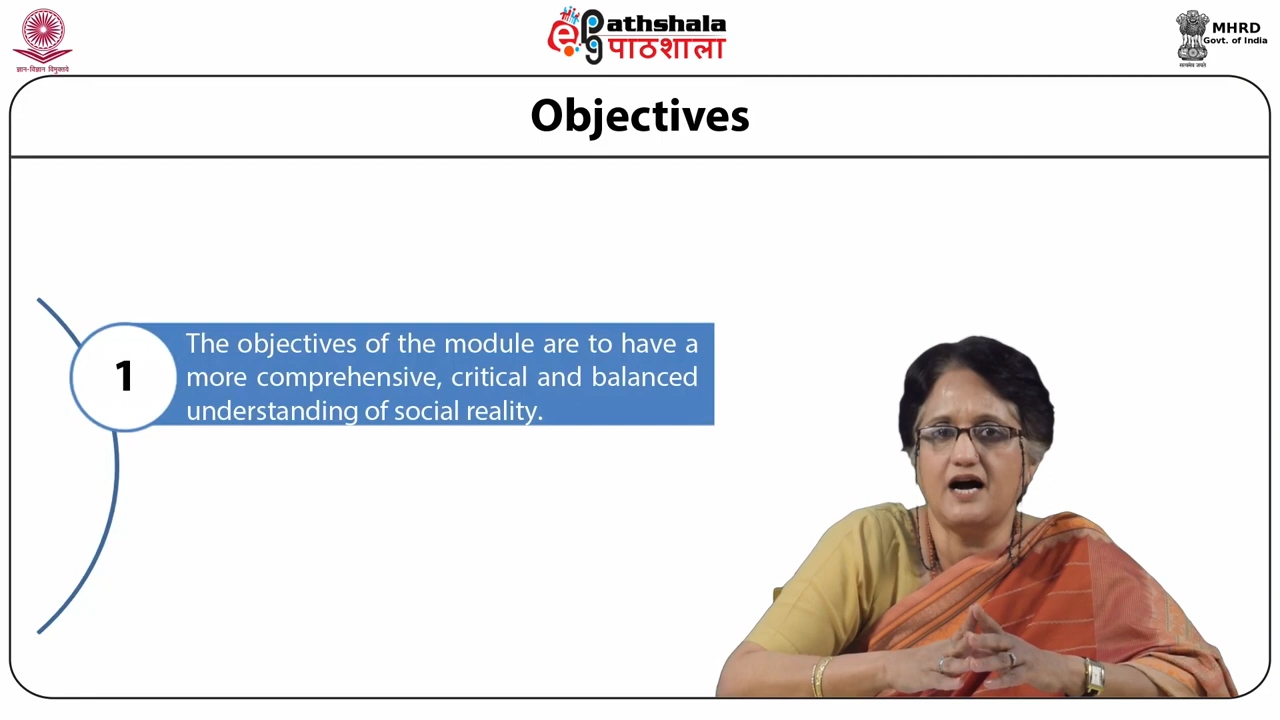 ज्ञान-विज्ञान विमुक्तये
ePathshala
पाठशाला
MHRD
Govt. of India
सत्यमेव जयते
Objectives
1
The objectives of the module are to have a
more comprehensive, critical and balanced
understanding of social reality.